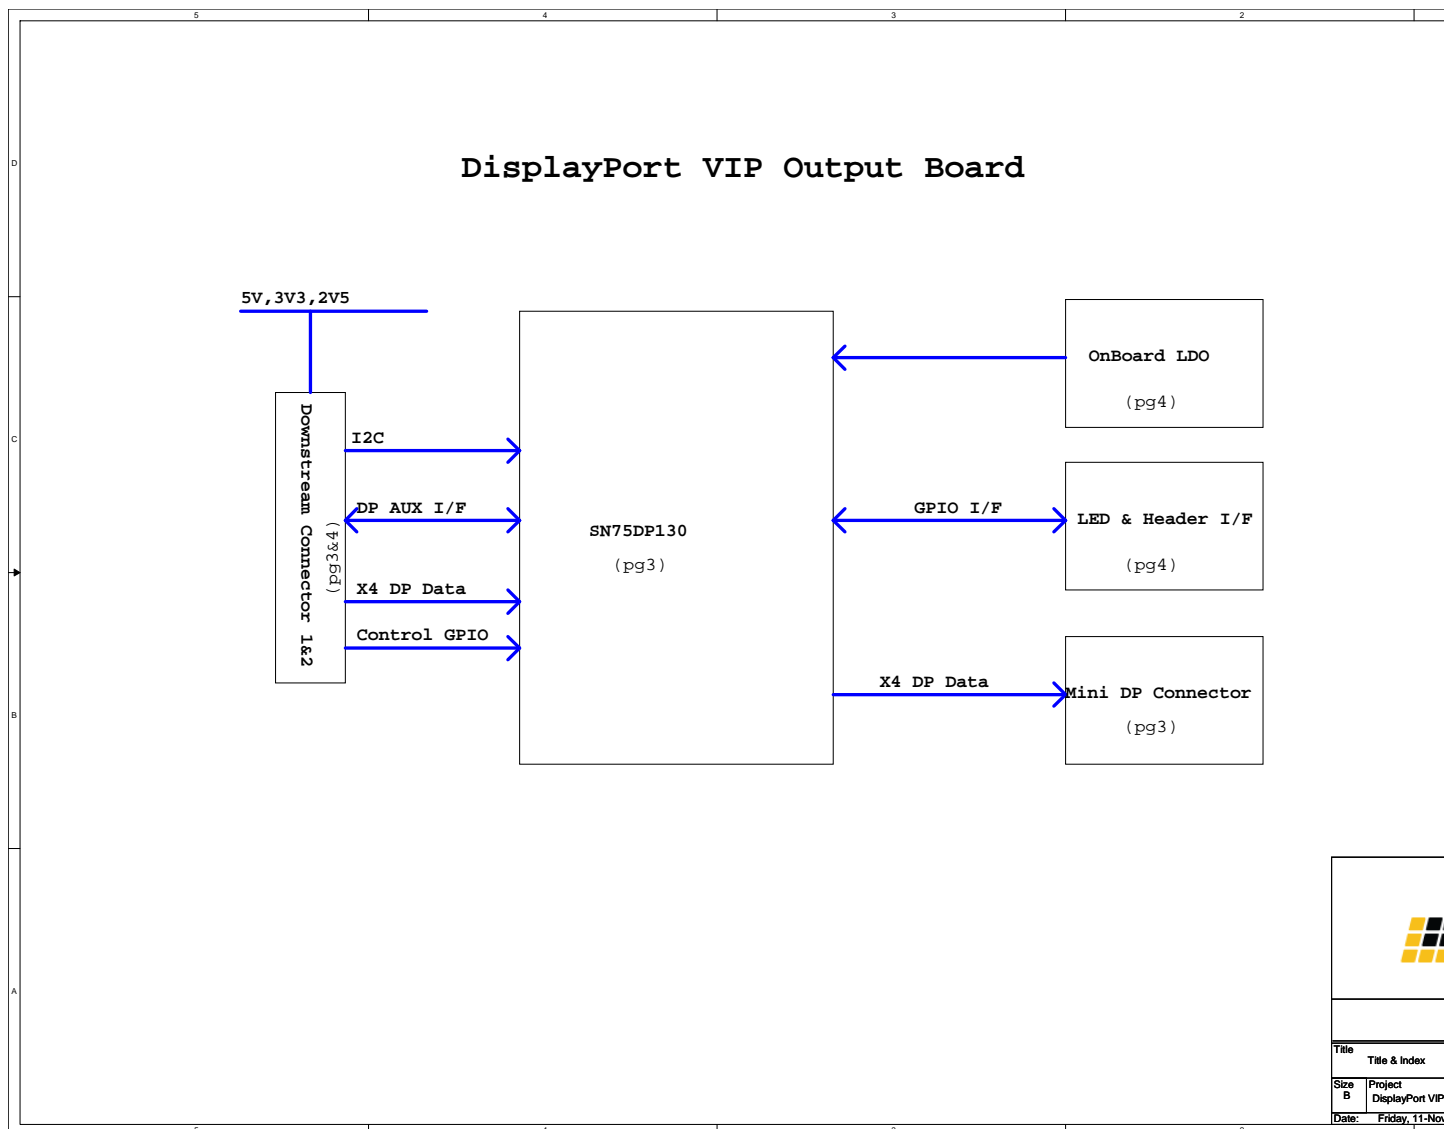 5 4 3 2
D
DisplayPort VIP Output Board
5V,3V3,2V5
OnBoard LDO
(pg4)
Downstream Connector 1&2
(pg3&4)
C
I2C
DP AUX I/F
GPIO I/F
SN75DP130
(pg3)
LED & Header I/F
(pg4)
X4 DP Data
Control GPIO
X4 DP Data
Mini DP Connector
(pg3)
B
A
Title
Title & Index
Size
B
Project
DisplayPort VIP
Date:
Friday, 11-Nov